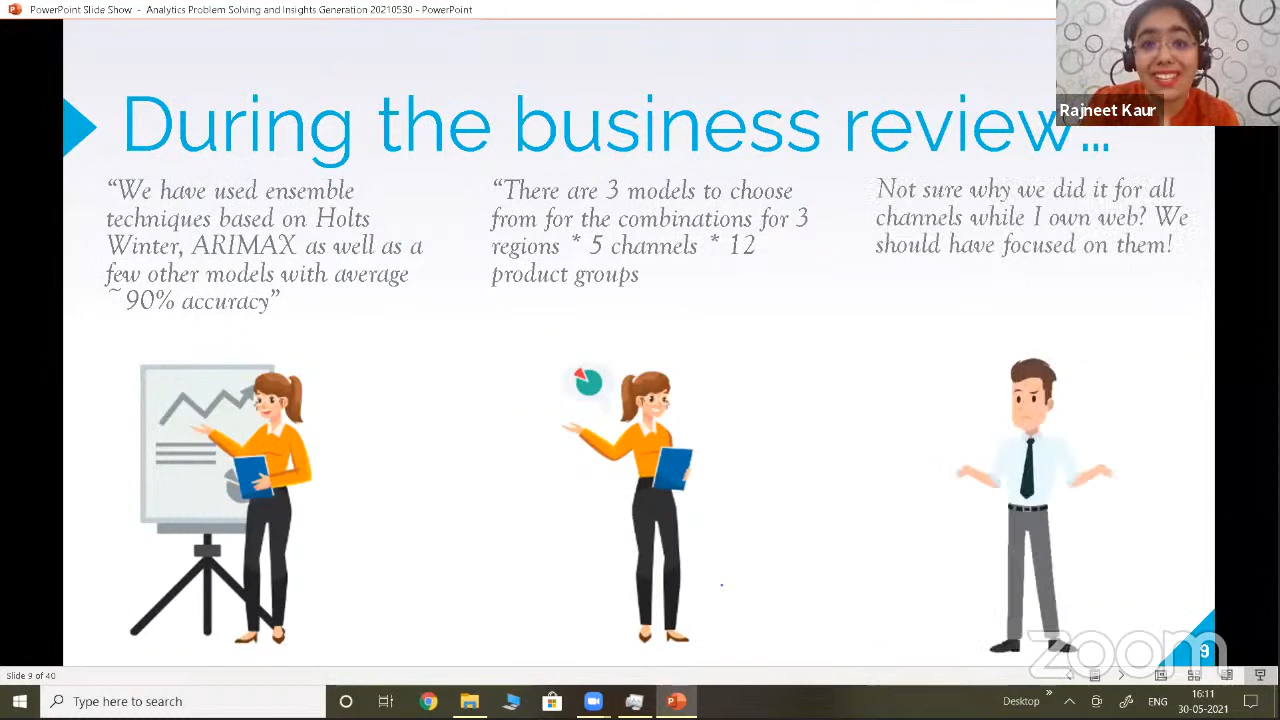 PowerPoint Slide Show - Analytics Problem Solving and Insights Generation 20210530 - PowerPoint
Rajneet Kaur
During the business review...
“We have used ensemble
techniques based on Holts
Winter, ARIMAX as well as a
few other models with average
~90% accuracy”
“There are 3 models to choose
from for the combinations for 3
regions * 5 channels * 12
product groups
Not sure why we did it for all
channels while I own web? We
should have focused on them!
zoom
9
Slide 9 of 40
Type here to search
Desktop
ENG
16:11
30-05-2021